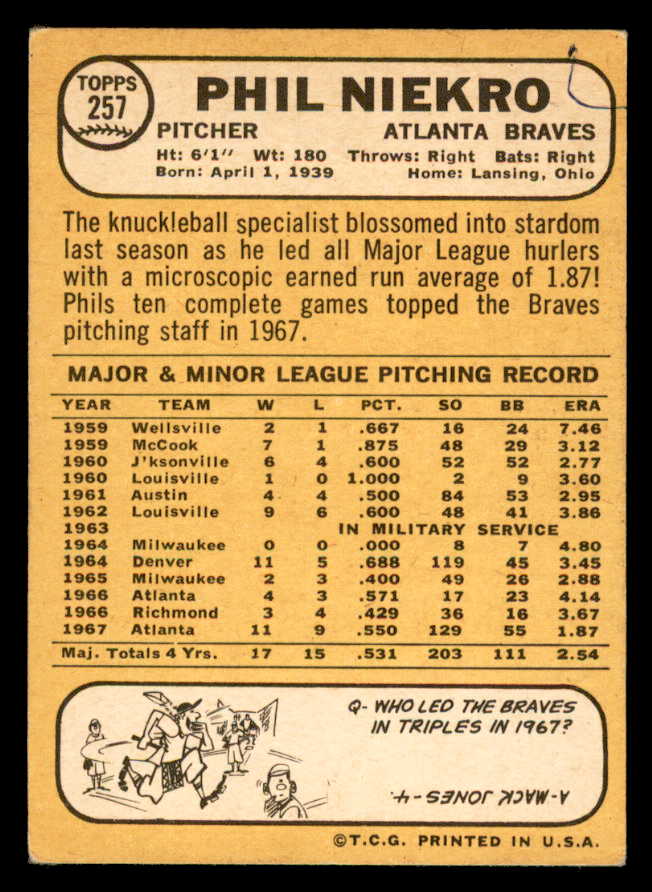 TOPPS
257
PHIL NIEKRO
PITCHER ATLANTA BRAVES
Ht: 6'1" Wt: 180 Throws: Right Bats: Right
Born: April 1, 1939 Home: Lansing, Ohio
The knuckleball specialist blossomed into stardom
last season as he led all Major League hurlers
with a microscopic earned run average of 1.87!
Phils ten complete games topped the Braves
pitching staff in 1967.
MAJOR & MINOR LEAGUE PITCHING RECORD
YEAR TEAM W L PCT. SO BB ERA
1959 Wellsville 2 1 .667 16 24 7.46
1959 McCook 7 1 .875 48 29 3.12
1960 J'ksonville 6 4 .600 52 52 2.77
1960 Louisville 1 0 1.000 2 9 3.60
1961 Austin 4 4 .500 84 53 2.95
1962 Louisville 9 6 .600 48 41 3.86
1963 IN MILITARY SERVICE
1964 Milwaukee 0 0 .000 8 7 4.80
1964 Denver 11 5 .688 119 45 3.45
1965 Milwaukee 2 3 .400 49 26 2.88
1966 Atlanta 4 3 .571 17 23 4.14
1966 Richmond 3 4 .429 36 16 3.67
1967 Atlanta 11 9 .550 129 55 1.87
Maj. Totals 4 Yrs. 17 15 .531 203 111 2.54
Q- WHO LED THE BRAVES
IN TRIPLES IN 1967?
A- MACK JONES - 4.
©T.C.G. PRINTED IN U.S.A.